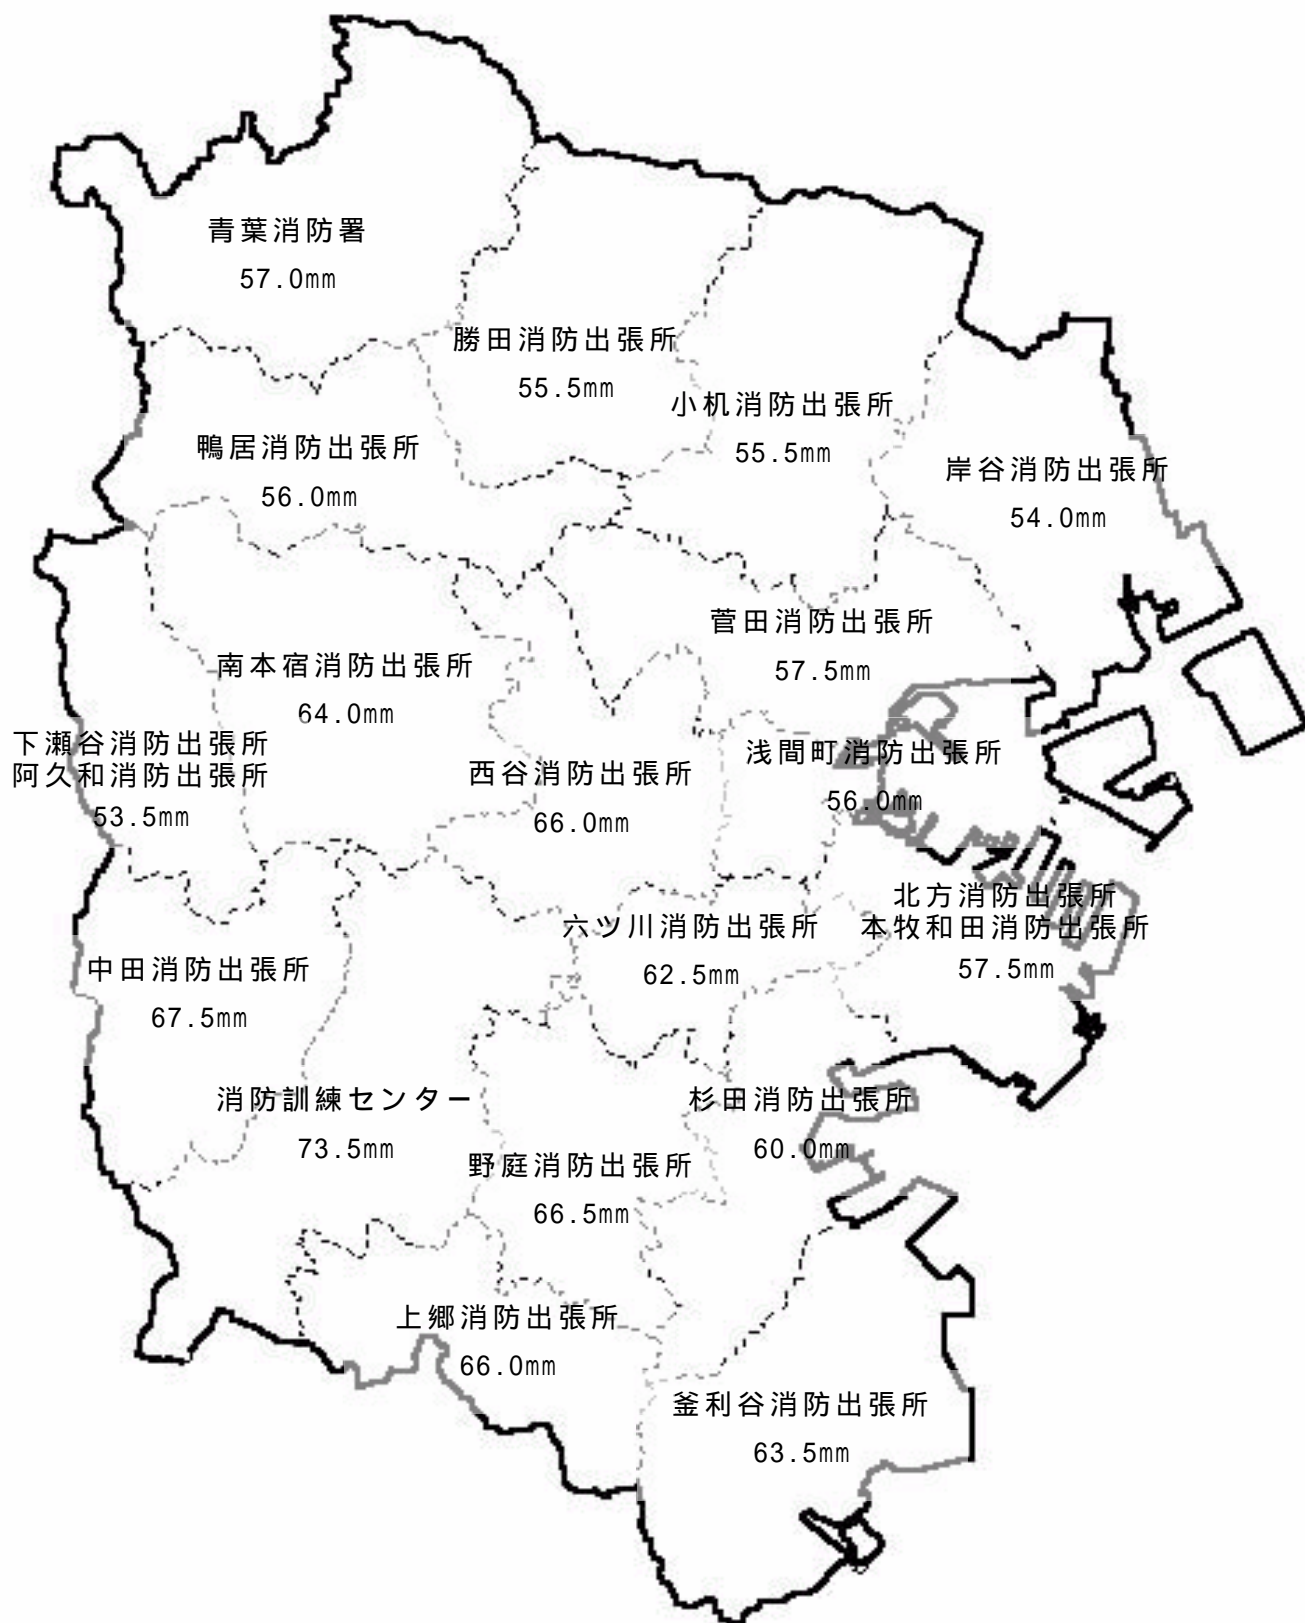 青葉消防署
57.0mm
勝田消防出張所
55.5mm
小机消防出張所
55.5mm
鴨居消防出張所
56.0mm
岸谷消防出張所
54.0mm
菅田消防出張所
57.5mm
南本宿消防出張所
64.0mm
下瀬谷消防出張所
阿久和消防出張所
53.5mm
西谷消防出張所
66.0mm
浅間町消防出張所
56.0mm
北方消防出張所
本牧和田消防出張所
57.5mm
六ツ川消防出張所
62.5mm
中田消防出張所
67.5mm
消防訓練センター
73.5mm
杉田消防出張所
60.0mm
野庭消防出張所
66.5mm
上郷消防出張所
66.0mm
釜利谷消防出張所
63.5mm